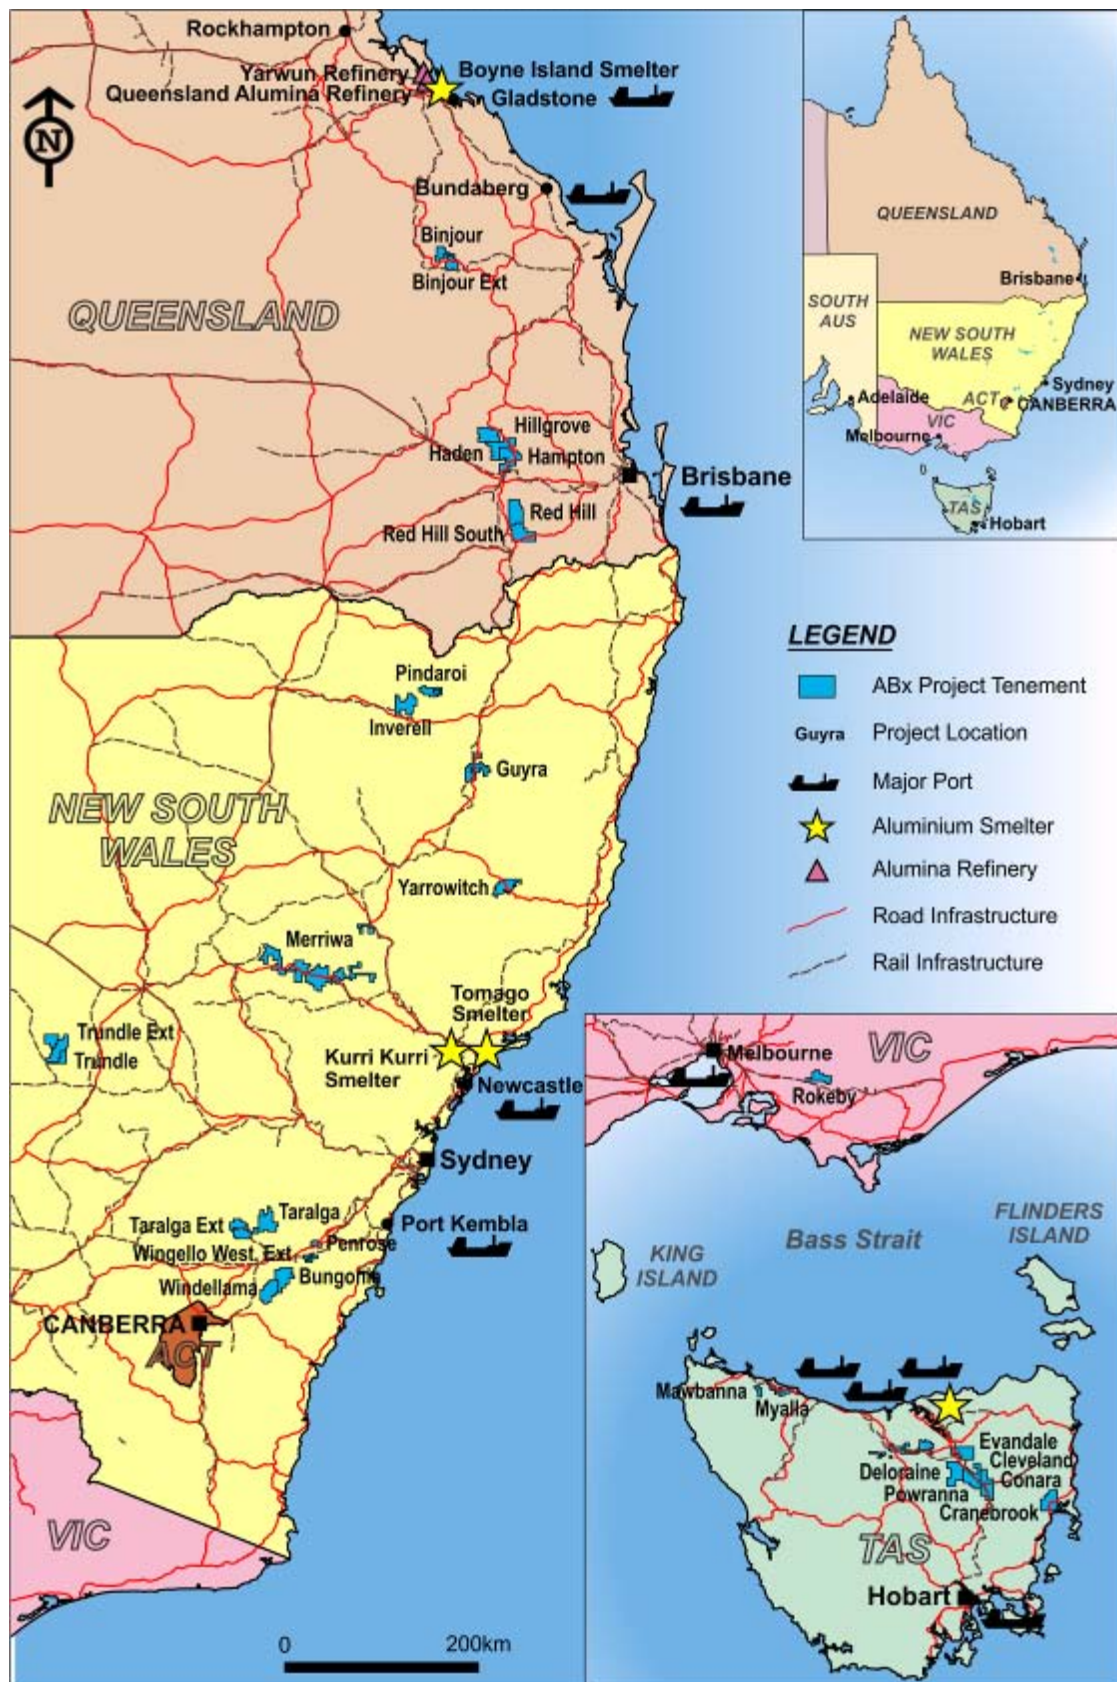 Rockhampton
Yarwun Refinery
Queensland Alumina Refinery
Boyne Island Smelter
Gladstone
N
Bundaberg
Binjour
Binjour Ext
QUEENSLAND
Hillgrove
Haden
Hampton
Brisbane
Red Hill
Red Hill South
Pindaroi
Inverell
Guyra
NEW SOUTH
WALES
Yarrowitch
Merriwa
Tomago
Smelter
Trundle Ext
Trundle
Kurri Kurri
Smelter
Newcastle
Sydney
Taralga Ext
Taralga
Port Kembla
Wingello West, Ext
Penrose
Windellama
Bungonia
CANBERRA
ACT
VIC
0 200km
QUEENSLAND
Brisbane
SOUTH
AUS
NEW SOUTH
WALES
Sydney
ACT
CANBERRA
Adelaide
VIC
Melbourne
TAS
Hobart
LEGEND
ABx Project Tenement
Guyra Project Location
Major Port
Aluminium Smelter
Alumina Refinery
Road Infrastructure
Rail Infrastructure
Melbourne
VIC
Rokeby
KING
ISLAND
Bass Strait
FLINDERS
ISLAND
Mawbanna
Myalla
Evandale
Cleveland
Deloraine
Conara
Powranna
Cranebrook
TAS
Hobart